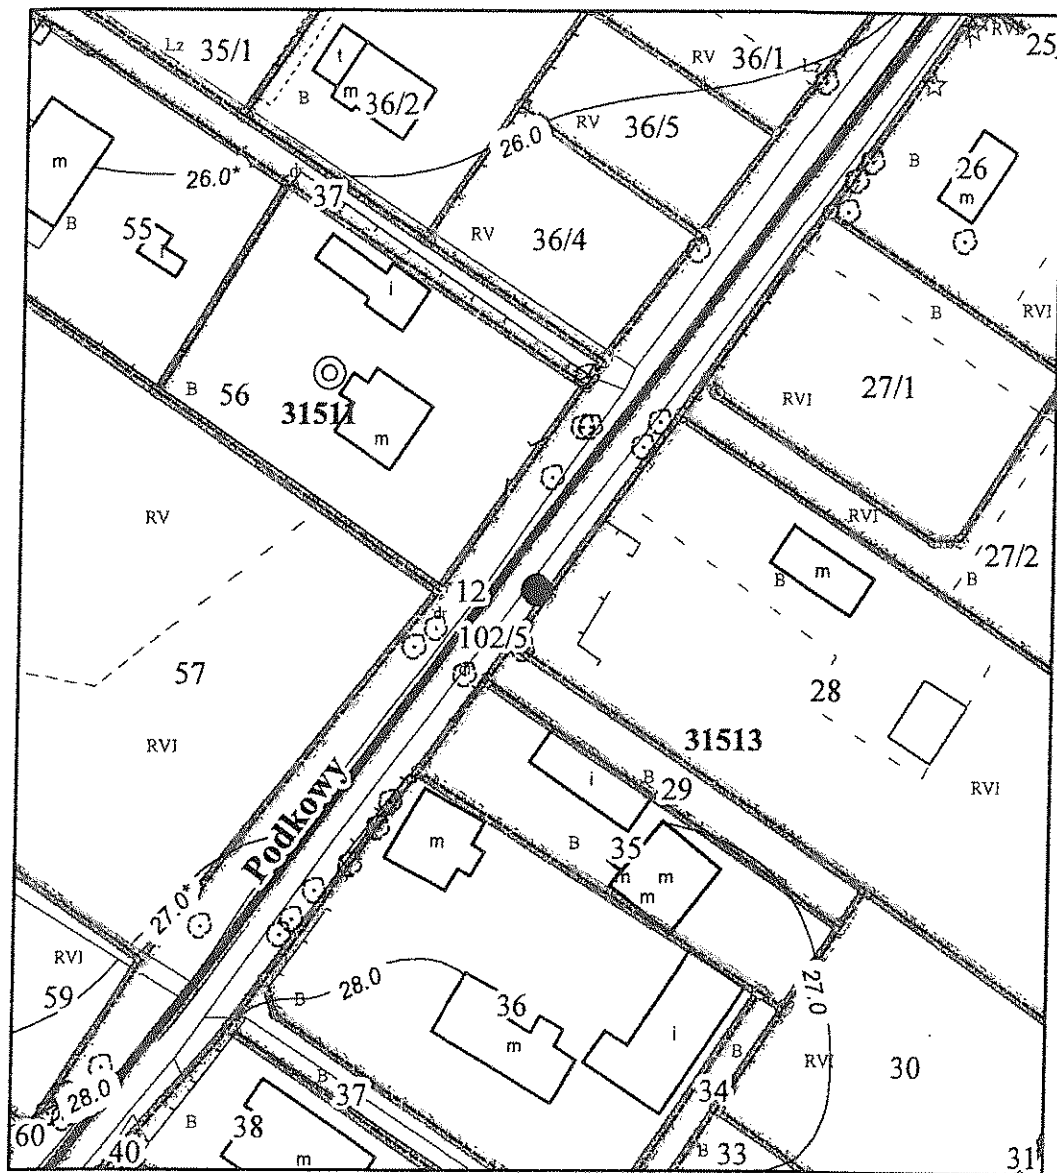 Lz
35/1
t
m
36/2
B
RV
36/1
Lz
RVI
25/
36/5
RV
26.0
B
26
m
m
26.0*
37
B
55
i
RV
36/4
B
RVI
i
B
56
31511
m
27/1
RVI
RV
RVI
27/2
B
m
B
12
dr
102/5
57
28
RVI
31513
B
29
i
RVI
Podkowy
m
B
35
m
m
m
27.0*
RVI
59
B
28.0
36
m
i
27.0
B
RVI
30
34
28.0
B
37
60
40
B
38
m
B
33
31